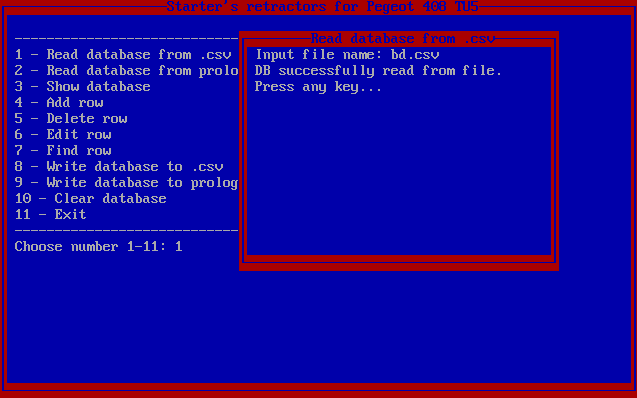 Starter's retractors for Pegeot 408 TU5
Read database from .csv
1 - Read database from .csv
2 - Read database from prolo
3 - Show database
4 - Add row
5 - Delete row
6 - Edit row
7 - Find row
8 - Write database to .csv
9 - Write database to prolog
10 - Clear database
11 - Exit
Choose number 1-11: 1
Input file name: bd.csv
DB successfully read from file.
Press any key...